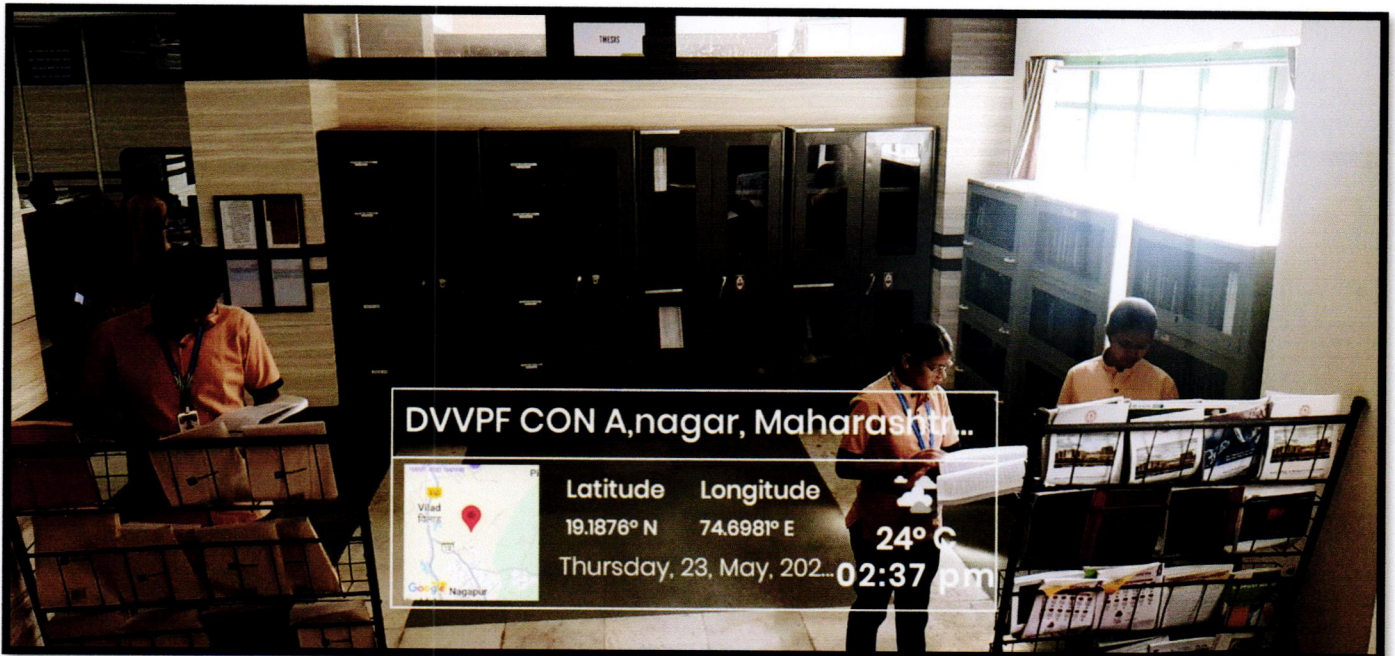 THESIS
DVVPF CON A,nagar, Maharashtr...
Latitude Longitude
19.1876° N 74.6981° E
24° C
Thursday, 23, May, 202...
02:37 pm
Vilad
विळद
Google
Nagapur